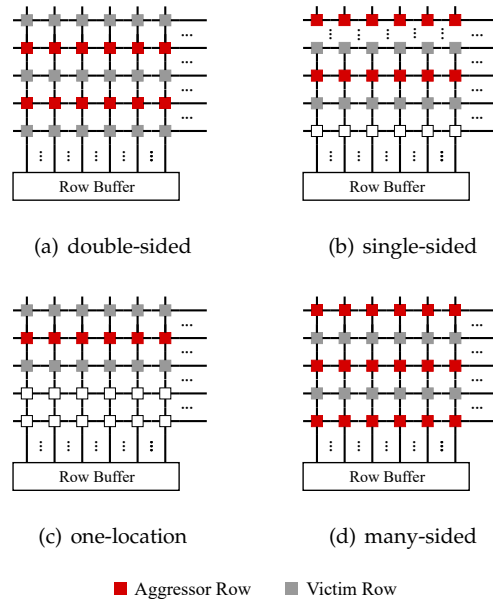 Row Buffer
(a) double-sided
Row Buffer
(b) single-sided
Row Buffer
(c) one-location
Row Buffer
(d) many-sided
Aggressor Row
Victim Row